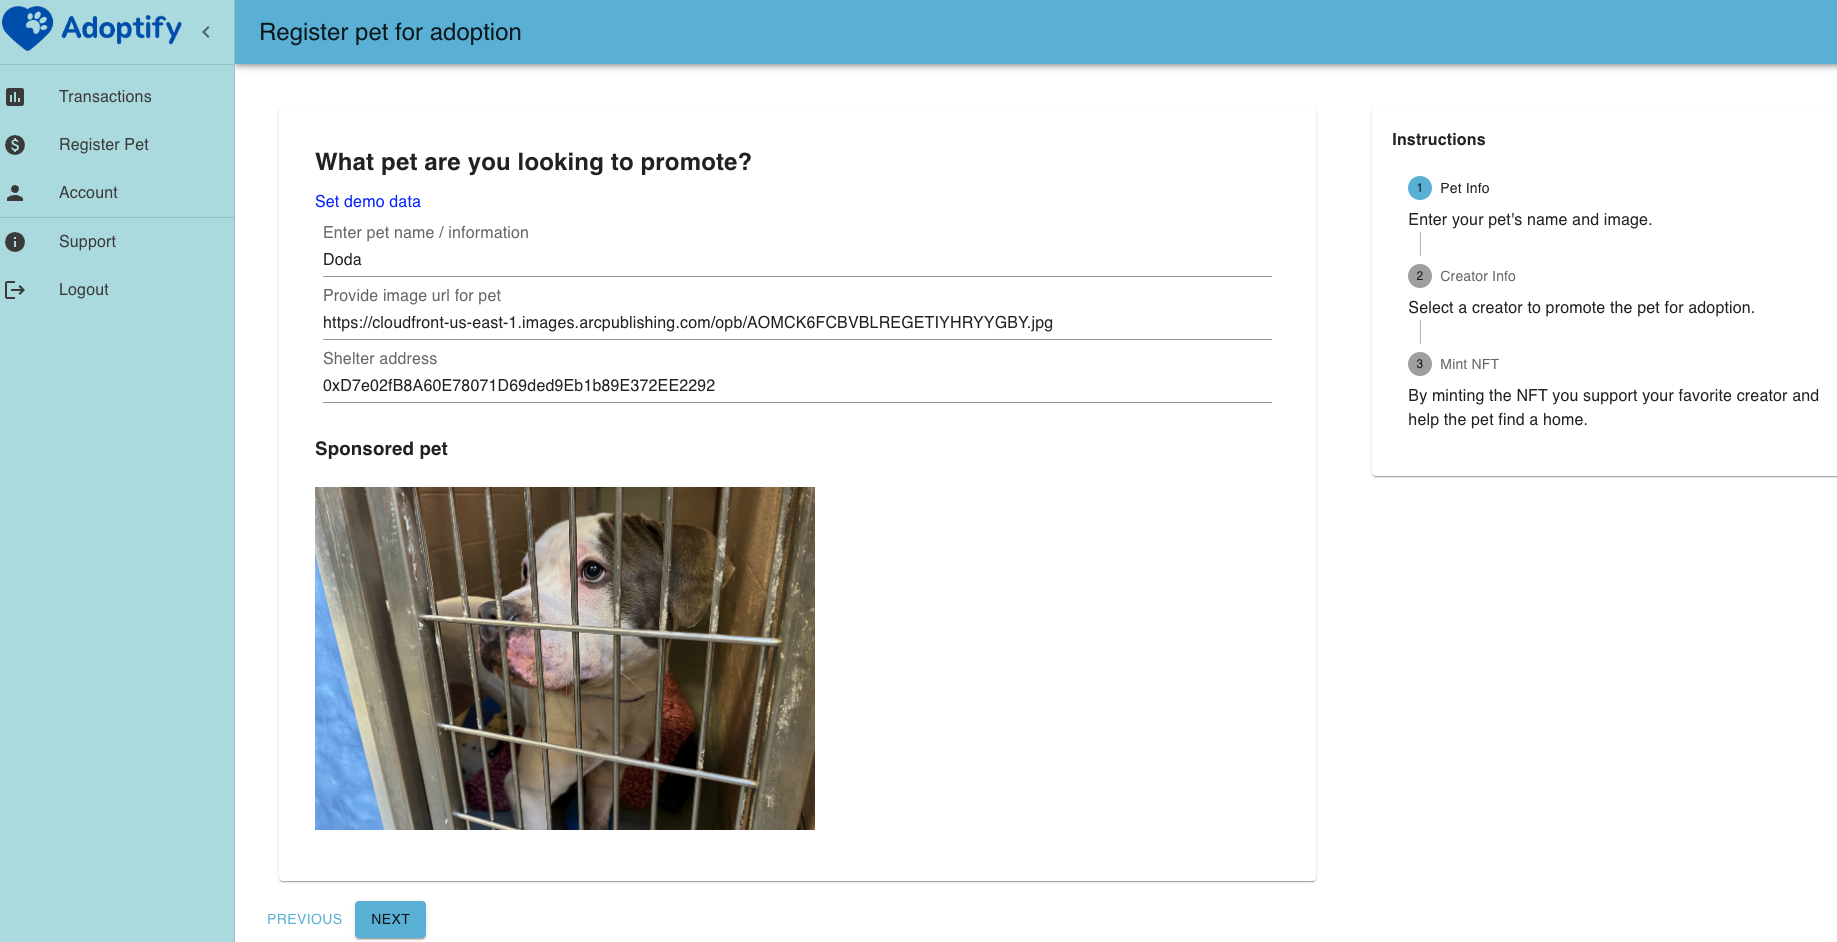 Adoptify
Register pet for adoption
Transactions
Register Pet
Account
Support
Logout
What pet are you looking to promote?
Set demo data
Enter pet name / information
Doda
Provide image url for pet
https://cloudfront-us-east-1.images.arcpublishing.com/opb/AOMCK6FCBVBLREGETIYHRYYGBY.jpg
Shelter address
0xD7e02fB8A60E78071D69ded9Eb1b89E372EE2292
Sponsored pet
PREVIOUS
NEXT
Instructions
1 Pet Info
Enter your pet's name and image.
2 Creator Info
Select a creator to promote the pet for adoption.
3 Mint NFT
By minting the NFT you support your favorite creator and
help the pet find a home.